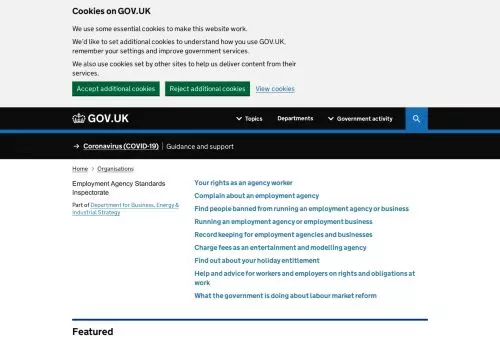 Cookies on GOV.UK
We use some essential cookies to make this website work.
We'd like to set additional cookies to understand how you use GOV.UK,
remember your settings and improve government services.
We also use cookies set by other sites to help us deliver content from their
services.
Accept additional cookies Reject additional cookies View cookies
GOV.UK Topics Departments Government activity
→ Coronavirus (COVID-19) | Guidance and support
Home > Organisations
Employment Agency Standards
Inspectorate
Part of Department for Business, Energy &
Industrial Strategy
Your rights as an agency worker
Complain about an employment agency
Find people banned from running an employment agency or business
Running an employment agency or employment business
Record keeping for employment agencies and businesses
Charge fees as an entertainment and modelling agency
Find out about your holiday entitlement
Help and advice for workers and employers on rights and obligations at
work
What the government is doing about labour market reform
Featured